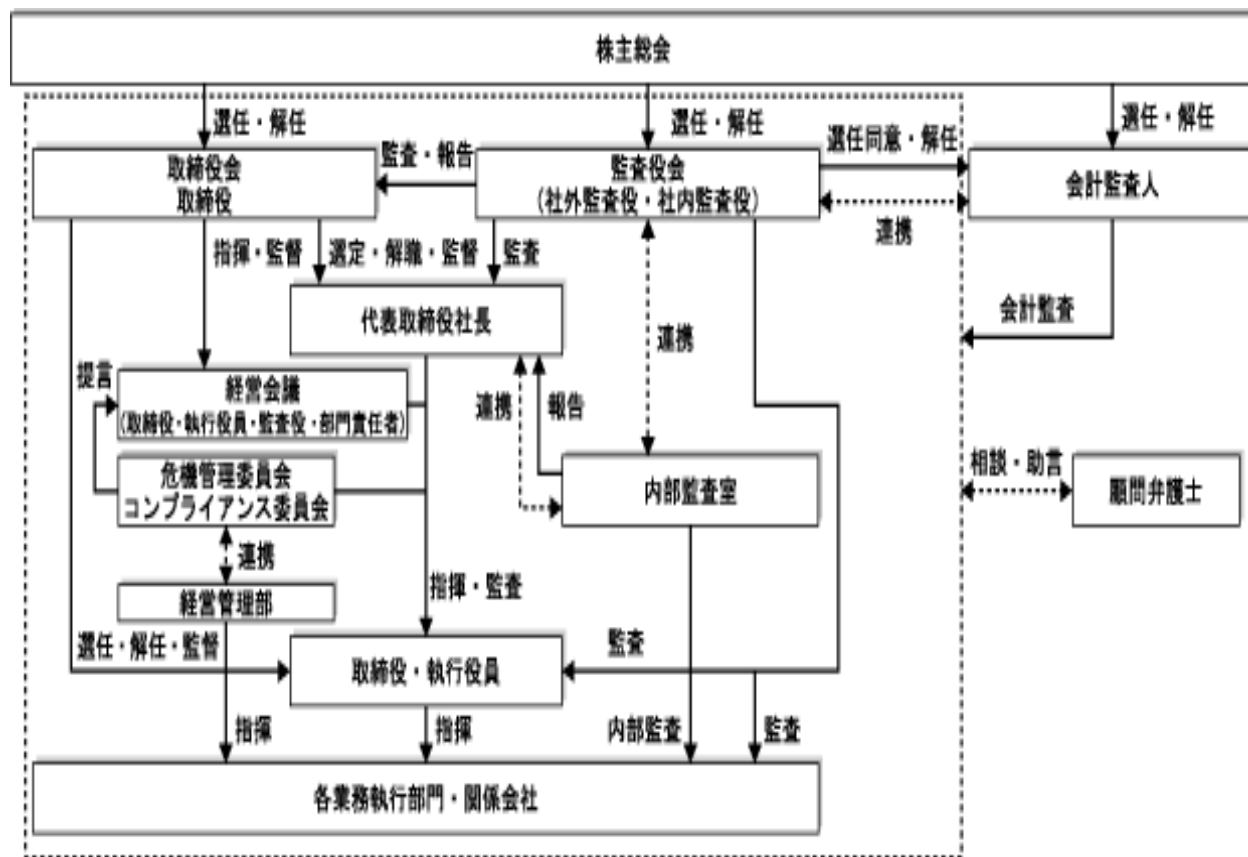 株主総会
選任・解任
選任・解任
選任・解任
取締役会
取締役
監査・報告
監査役会
(社外監査役・社内監査役)
選任同意・解任
連携
会計監査人
指揮・監督
選定・解職・監督
監査
代表取締役社長
連携
会計監査
提言
経営会議
(取締役・執行役員・監査役・部門責任者)
連携
報告
危機管理委員会
コンプライアンス委員会
内部監査室
相談・助言
顧問弁護士
連携
経営管理部
指揮・監査
選任・解任・監督
取締役・執行役員
監査
指揮
指揮
内部監査
監査
各業務執行部門・関係会社